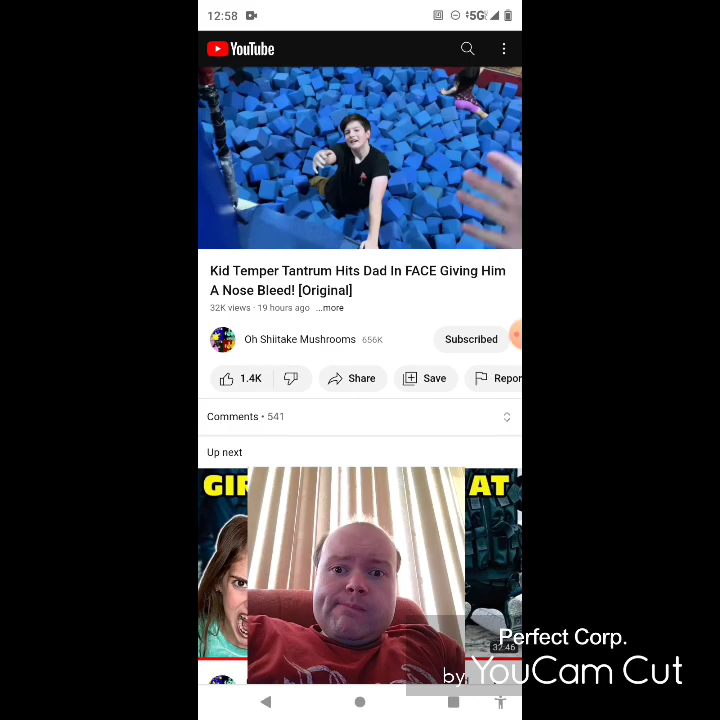 12:58
5G
YouTube
Kid Temper Tantrum Hits Dad In FACE Giving Him
A Nose Bleed! [Original]
32K views · 19 hours ago ...more
Oh Shiitake Mushrooms 656K
Subscribed
1.4K
Share
Save
Repor
Comments • 541
Up next
GIR
AT
32:46
Perfect Corp.
by YouCam Cut